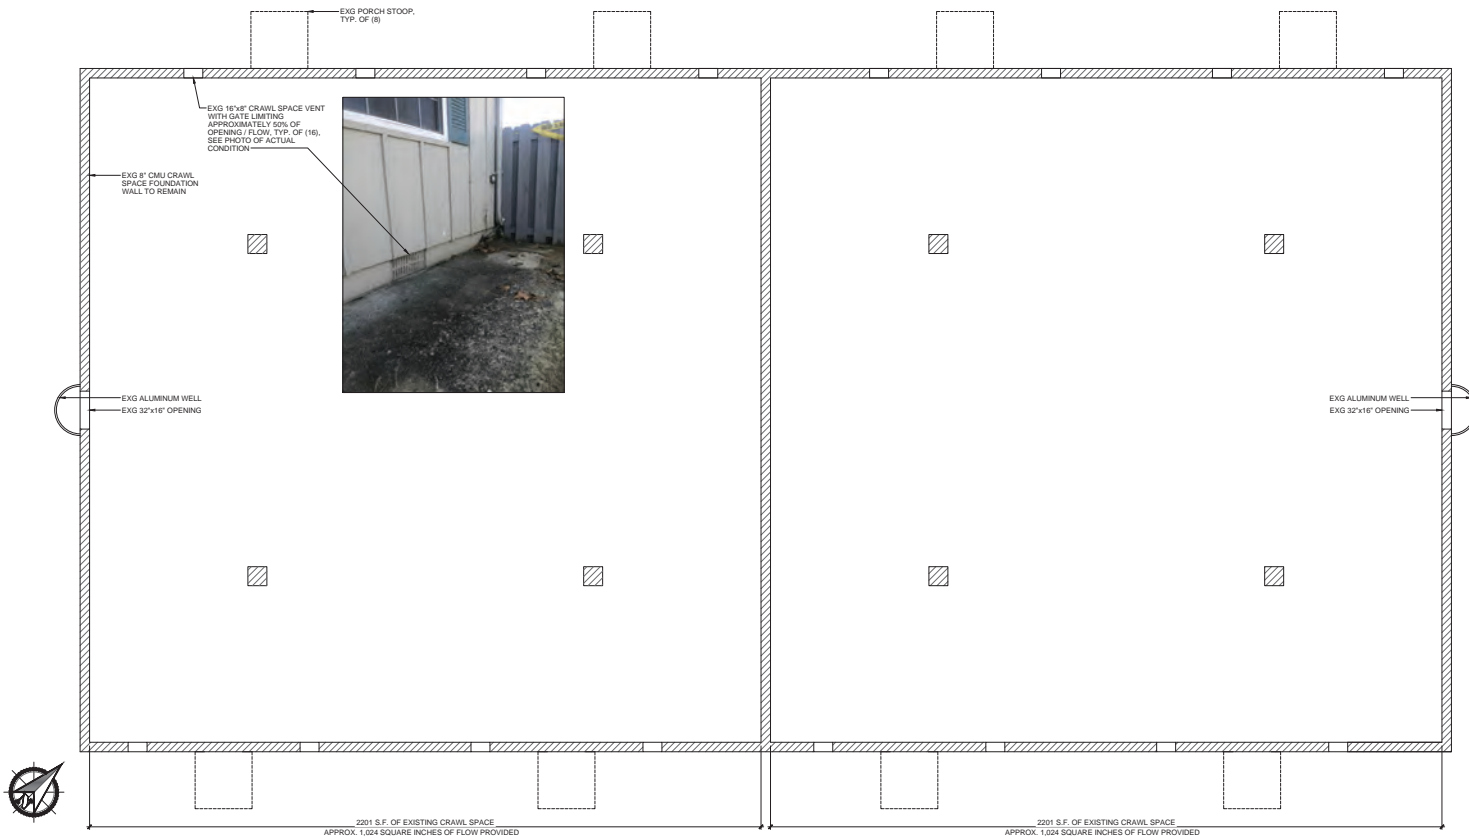 EXG PORCH STOOP,
TYP. OF (8)
EXG 16"x8" CRAWL SPACE VENT
WITH GATE LIMITING
APPROXIMATELY 50% OF
OPENING / FLOW, TYP. OF (16),
SEE PHOTO OF ACTUAL
CONDITION
EXG 8" CMU CRAWL
SPACE FOUNDATION
WALL TO REMAIN
EXG ALUMINUM WELL
EXG 32"x16" OPENING
EXG ALUMINUM WELL
EXG 32"x16" OPENING
2201 S.F. OF EXISTING CRAWL SPACE
APPROX. 1,024 SQUARE INCHES OF FLOW PROVIDED
2201 S.F. OF EXISTING CRAWL SPACE
APPROX. 1,024 SQUARE INCHES OF FLOW PROVIDED